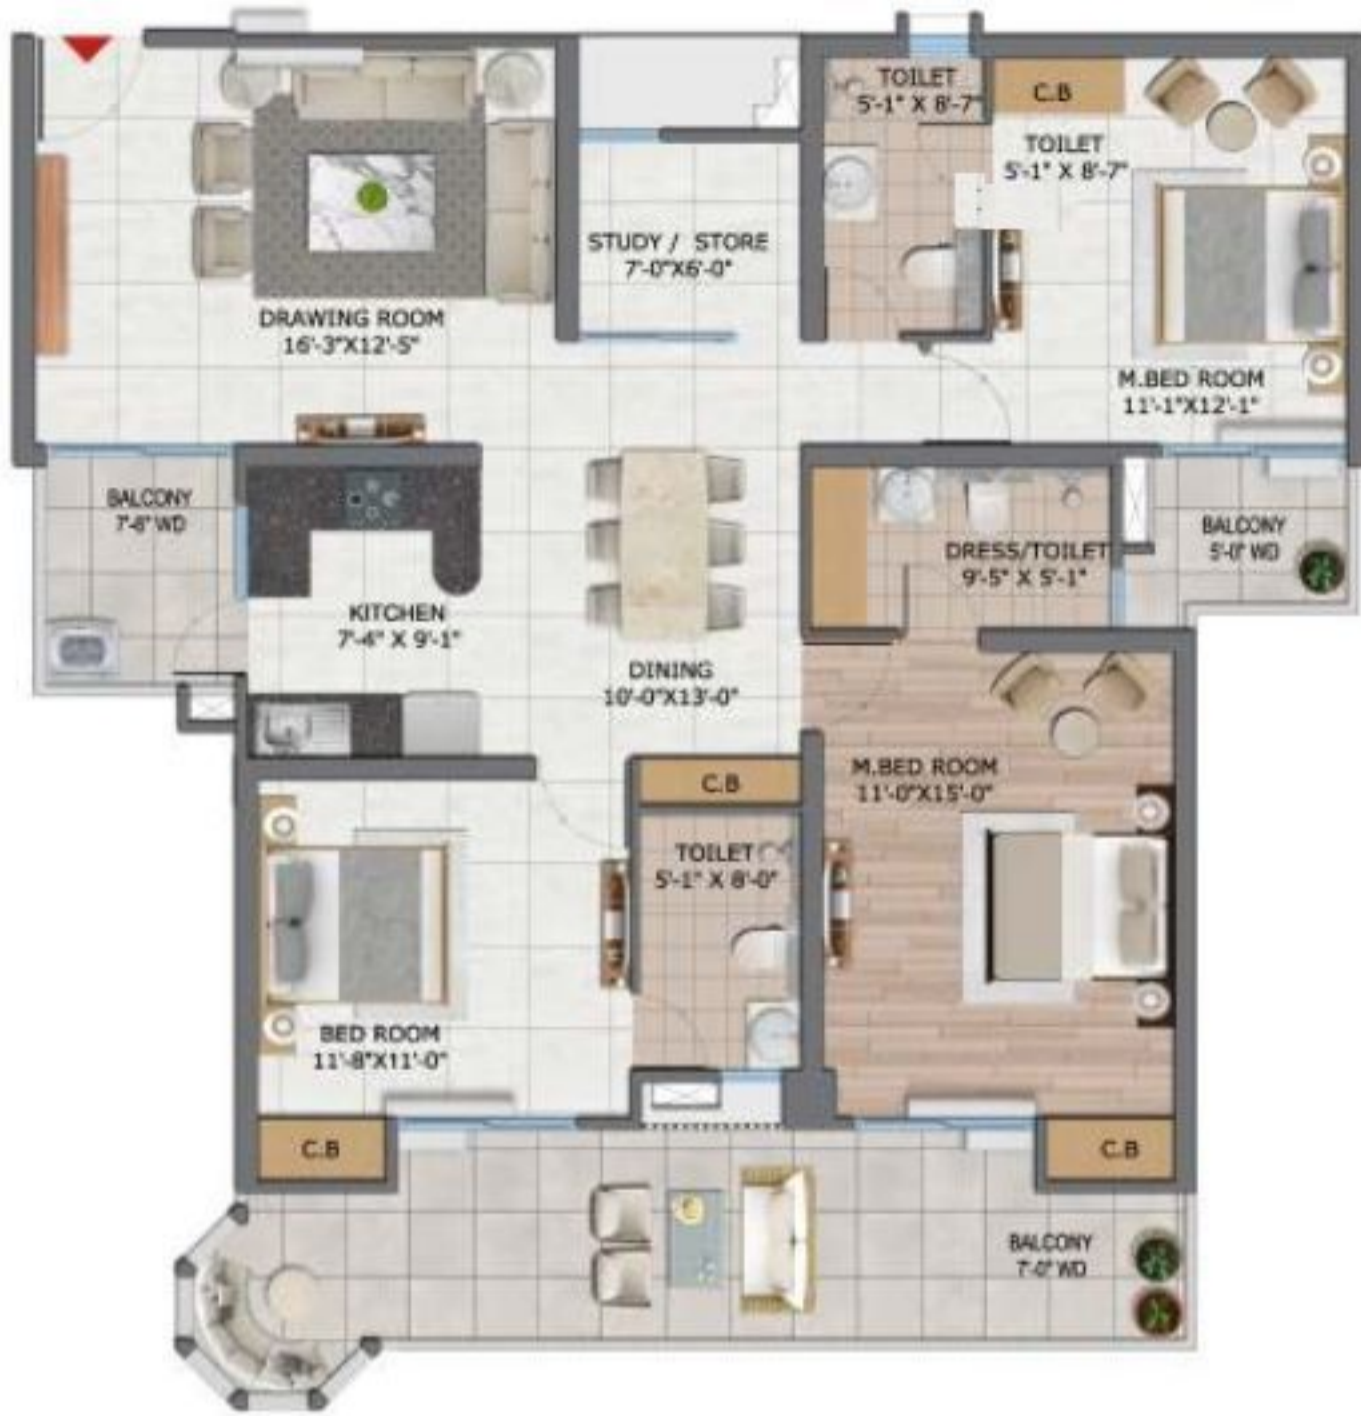 TOILET
5'-1" X 8'-7"
C.B
TOILET
5'-1" X 8'-7"
STUDY / STORE
7'-0"X6'-0"
DRAWING ROOM
16'-3"X12'-5"
M.BED ROOM
11'-1"X12'-1"
BALCONY
7'-6" WD
BALCONY
5'-0" WD
DRESS/TOILET
9'-5" X 5'-1"
KITCHEN
7'-4" X 9'-1"
DINING
10'-0"X13'-0"
C.B
M.BED ROOM
11'-0"X15'-0"
TOILET
5'-1" X 8'-0"
BED ROOM
11'-8"X11'-0"
C.B
C.B
BALCONY
7'-0" WD